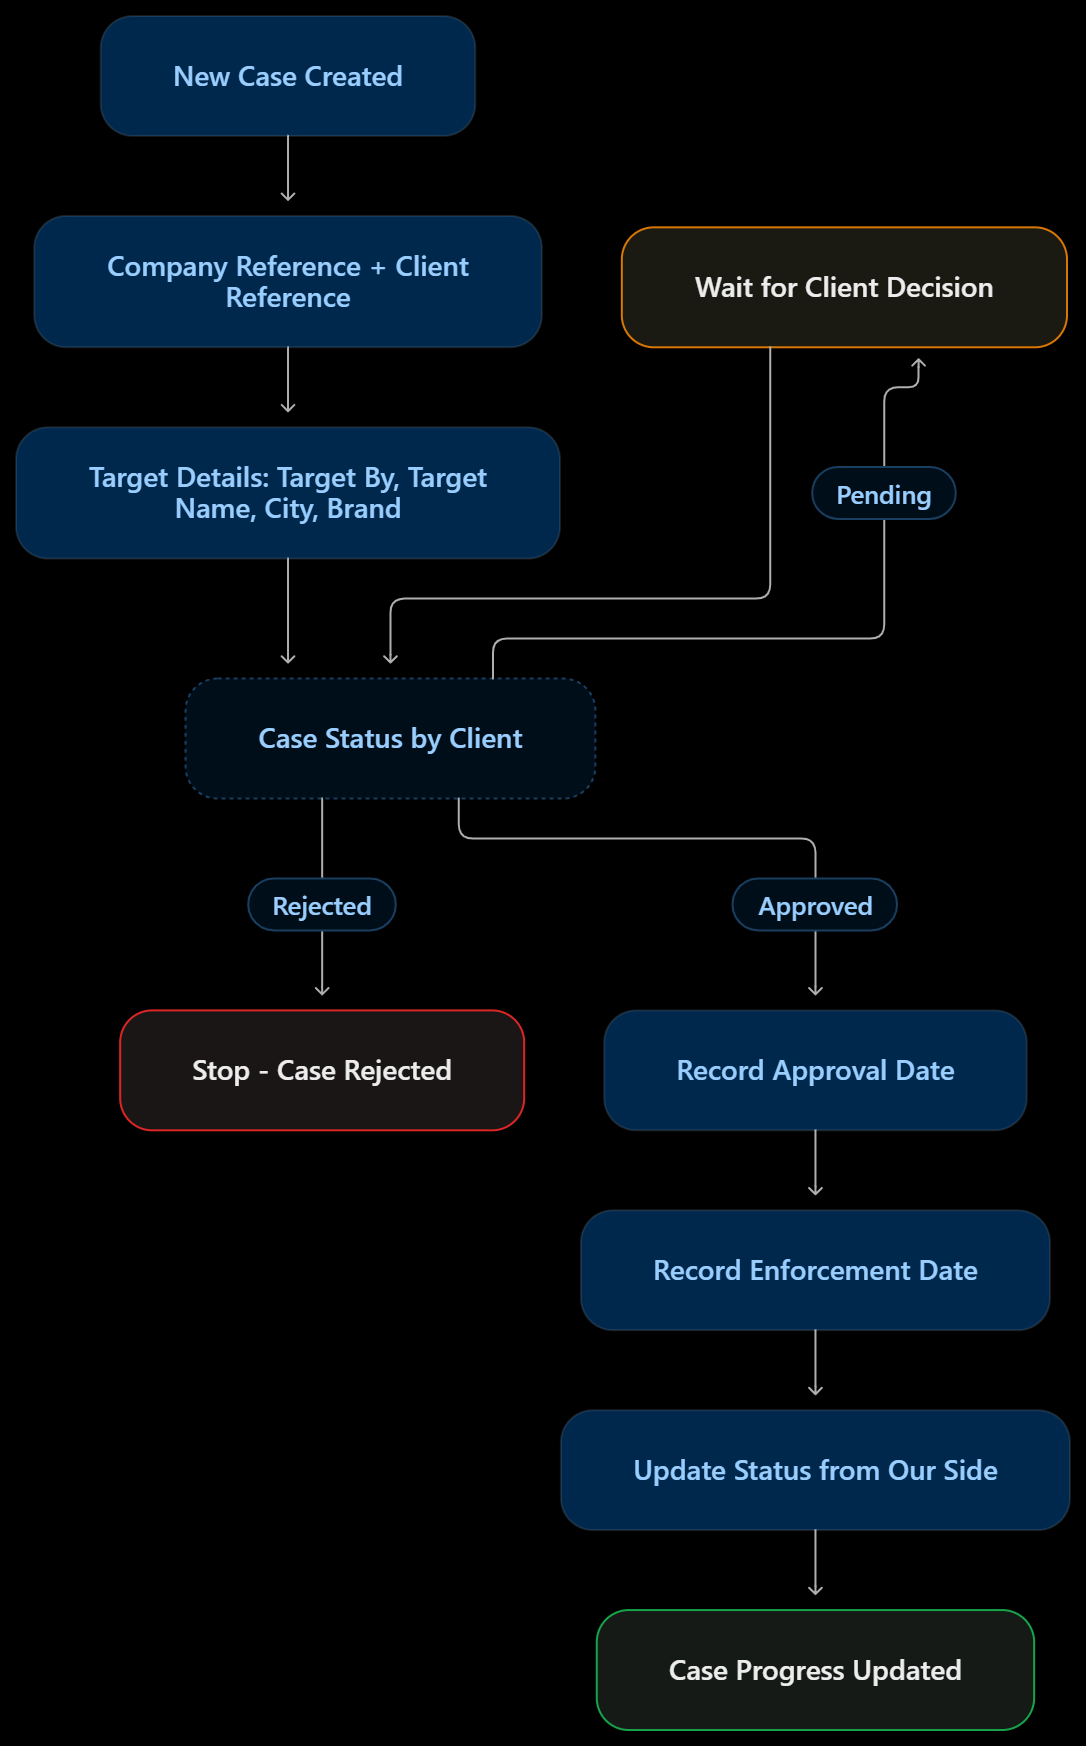 New Case Created
Company Reference + Client
Reference
Wait for Client Decision
Target Details: Target By, Target
Name, City, Brand
Pending
Case Status by Client
Rejected
Approved
Stop - Case Rejected
Record Approval Date
Record Enforcement Date
Update Status from Our Side
Case Progress Updated